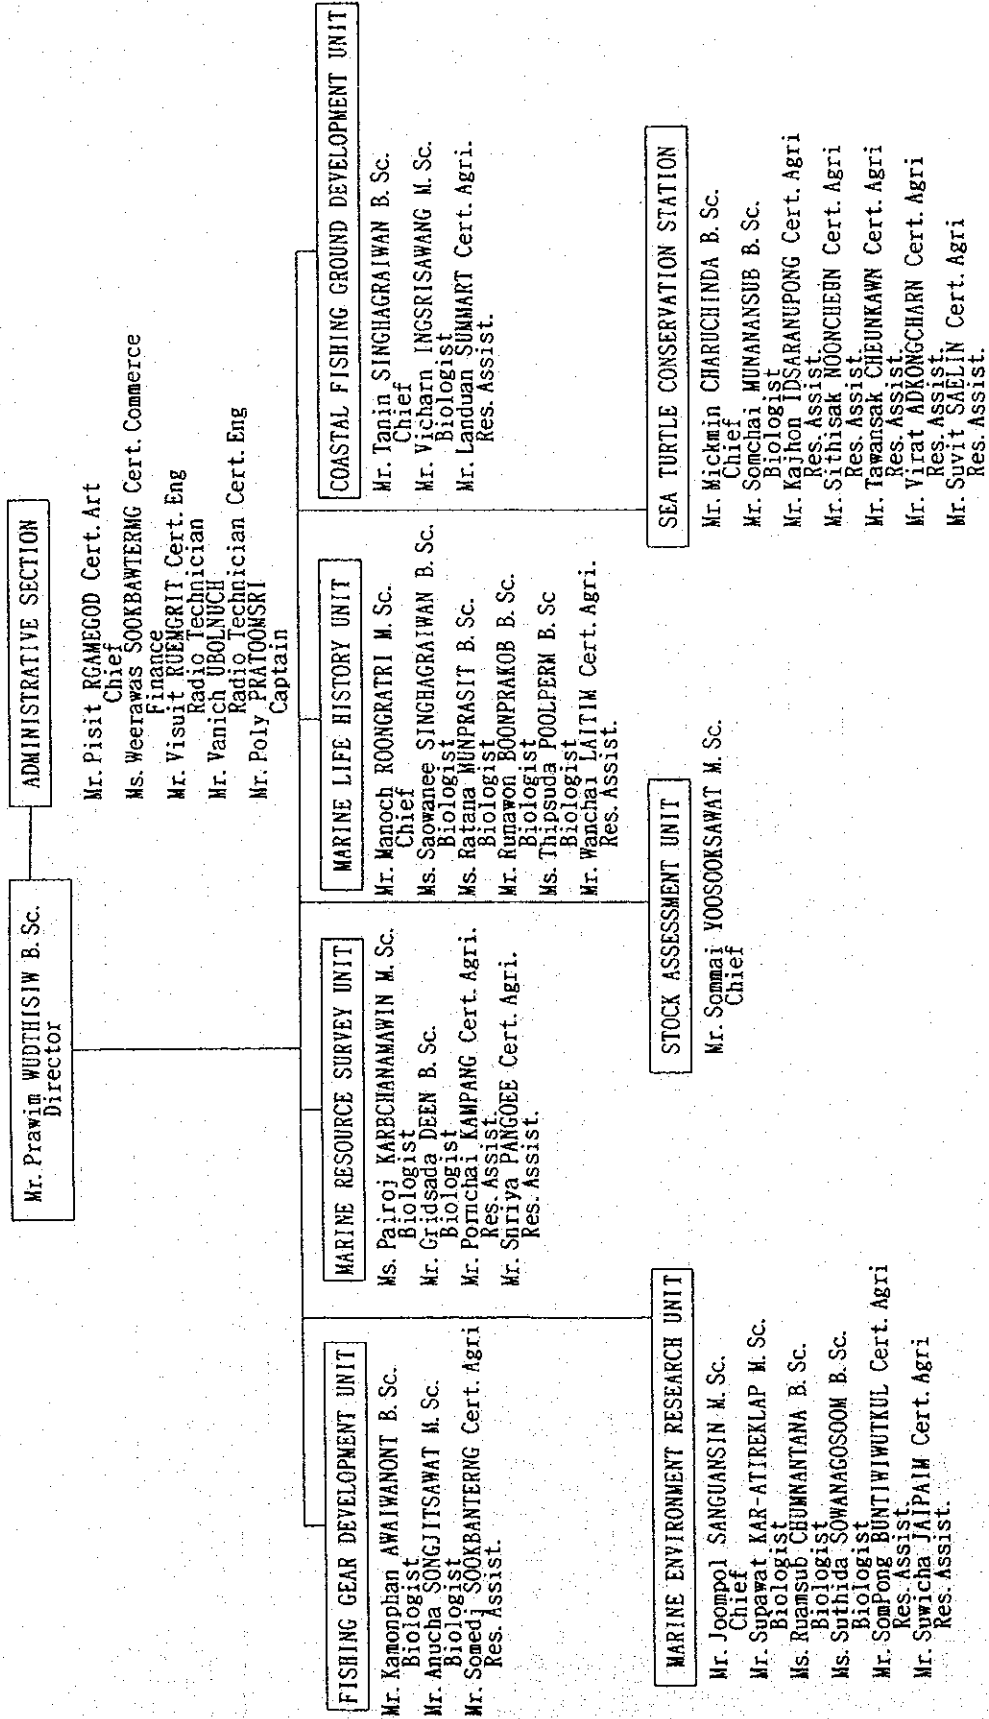 Mr. Prawim WUDTHISIW B. Sc.
Director
ADMINISTRATIVE SECTION
Mr. Pisit RGAMEGOD Cert. Art
Chief
Ms. Weerawas SOOKBAWTERMG Cert. Commerce
Finance
Mr. Visuit RUEMGRIT Cert. Eng
Radio Technician
Mr. Vanich UBOLNUCH
Radio Technician Cert. Eng
Mr. Poly PRATOOMSRI
Captain
FISHING GEAR DEVELOPMENT UNIT
Mr. Kamonphan AWAIWANONT B. Sc.
Biologist
Mr. Anucha SONGJITSAWAT M. Sc.
Biologist
Mr. Somedj SOOKBANTERNG Cert. Agri
Res. Assist.
MARINE RESOURCE SURVEY UNIT
Ms. Pairoj KARBCHANAMAWIN M. Sc.
Biologist
Mr. Gridsada DEEN B. Sc.
Biologist
Mr. Pornchai KAMPANG Cert. Agri.
Res. Assist.
Mr. Snriya PANGOEE Cert. Agri.
Res. Assist.
MARINE LIFE HISTORY UNIT
Mr. Manoch ROONGRATRI M. Sc.
Chief
Ms. Saowanee SINGHAGRAIWAN B. Sc.
Biologist
Ms. Ratana MUNPRASIT B. Sc.
Biologist
Mr. Runawon BOONPRAKOB B. Sc.
Biologist
Ms. Thipsuda POOLPERM B. Sc
Biologist
Mr. Wanchai LAITIM Cert. Agri.
Res. Assist.
COASTAL FISHING GROUND DEVELOPMENT UNIT
Mr. Tanin SINGHAGRAIWAN B. Sc.
Chief
Mr. Vicharn INGSRISAWANG M. Sc.
Biologist
Mr. Landuan SUMMART Cert. Agri.
Res. Assist.
MARINE ENVIRONMENT RESEARCH UNIT
Mr. Joompol SANGUANSIN M. Sc.
Chief
Mr. Supawat KAR-ATIREKLAP M. Sc.
Biologist
Ms. Ruamsub CHUMNANTANA B. Sc.
Biologist
Ms. Suthida SOWANAGOSOOM B. Sc.
Biologist
Mr. SomPong BUNTIWIWUTKUL Cert. Agri
Res. Assist.
Mr. Suwicha JAIPAIM Cert. Agri
Res. Assist.
STOCK ASSESSMENT UNIT
Mr. Sommai YOOSOOKSAWAT M. Sc.
Chief
SEA TURTLE CONSERVATION STATION
Mr. Mickmin CHARUCHINDA B. Sc.
Chief
Mr. Somchai MUNANANSUB B. Sc.
Biologist
Mr. Kajhon IDSARANUPONG Cert. Agri
Res. Assist.
Mr. Sithisak NOONCHEUN Cert. Agri
Res. Assist.
Mr. Tawansak CHEUNKAWN Cert. Agri
Res. Assist.
Mr. Virat ADKONGCHARN Cert. Agri
Res. Assist.
Mr. Suvit SAELIN Cert. Agri
Res. Assist.